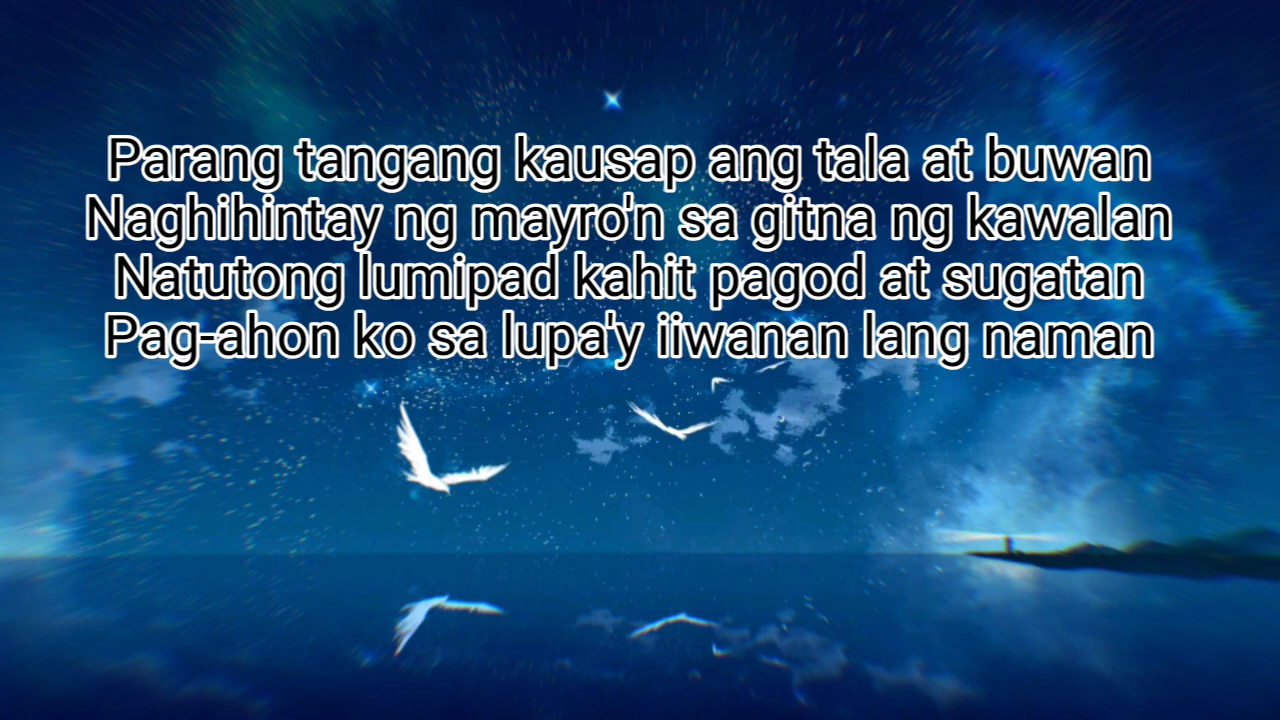 Parang tangang kausap ang tala at buwan
Naghihintay ng mayro'n sa gitna ng kawalan
Natutong lumipad kahit pagod at sugatan
Pag-ahon ko sa lupa'y iiwanan lang naman